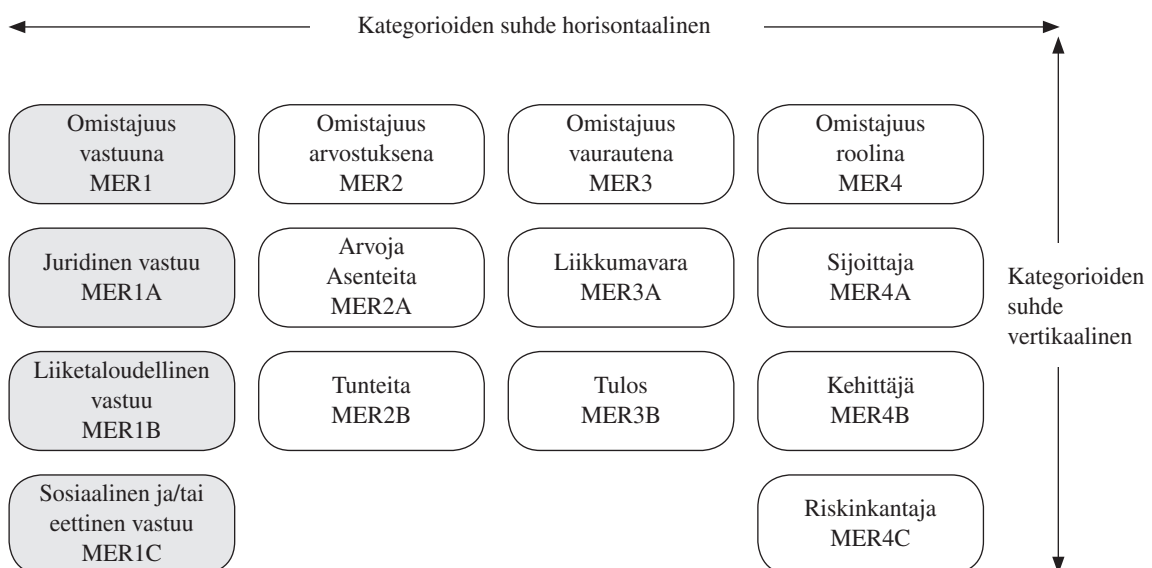 Kategorioiden suhde horisontaalinen
Omistajuus
vastuuna
MER1
Omistajuus
arvostuksena
MER2
Omistajuus
vaurautena
MER3
Omistajuus
roolina
MER4
Juridinen vastuu
MER1A
Arvoja
Asenteita
MER2A
Liikkumavara
MER3A
Sijoittaja
MER4A
Kategorioiden
suhde
vertikaalinen
Liiketaloudellinen
vastuu
MER1B
Tunteita
MER2B
Tulos
MER3B
Kehittäjä
MER4B
Sosiaalinen ja/tai
eettinen vastuu
MER1C
Riskinkantaja
MER4C